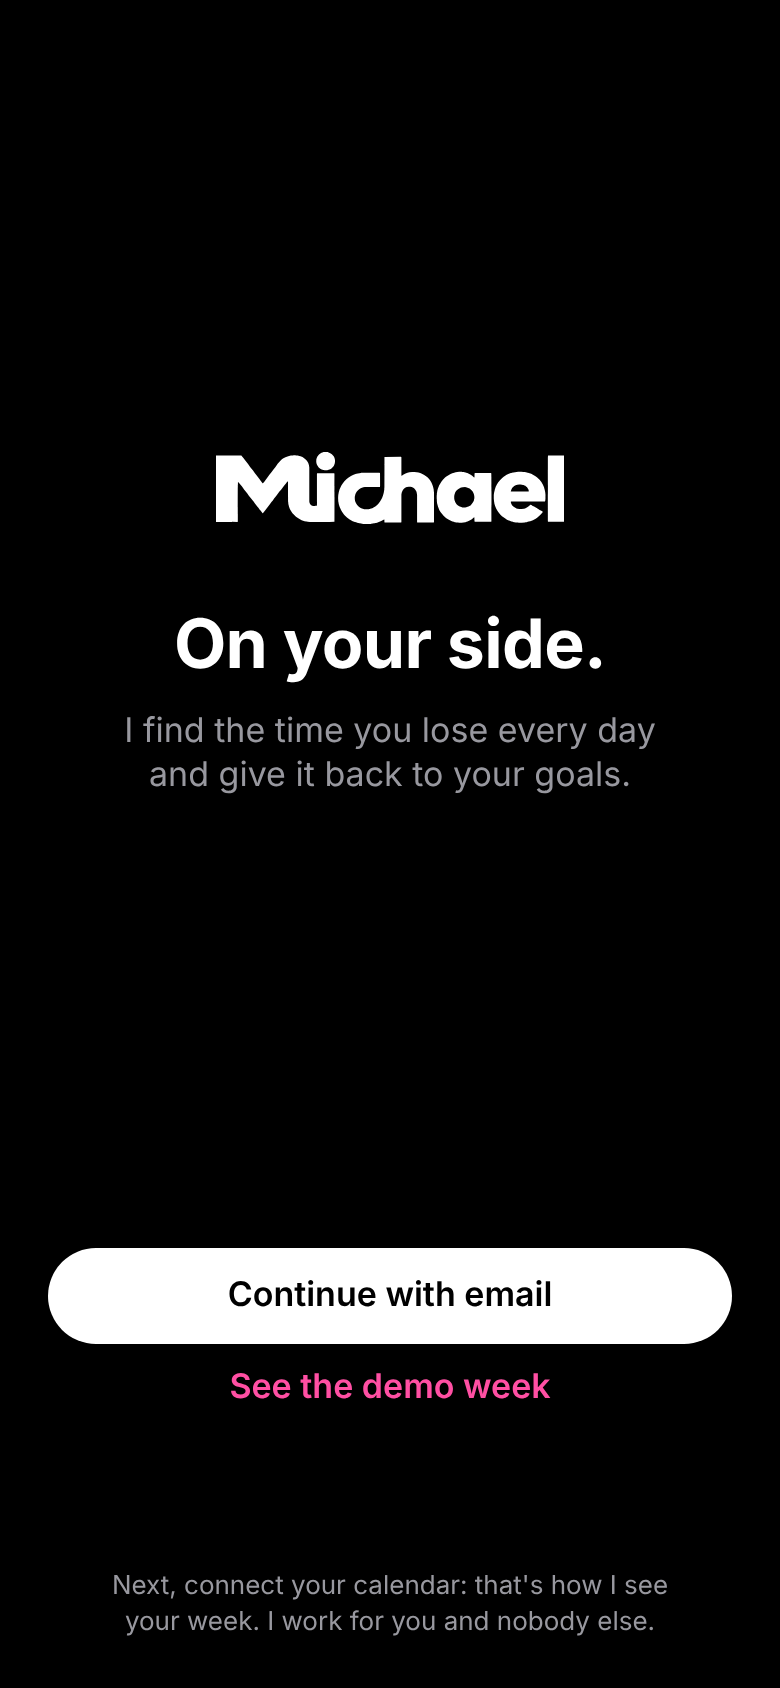 Michael
On your side.
I find the time you lose every day
and give it back to your goals.
Continue with email
See the demo week
Next, connect your calendar: that's how I see
your week. I work for you and nobody else.